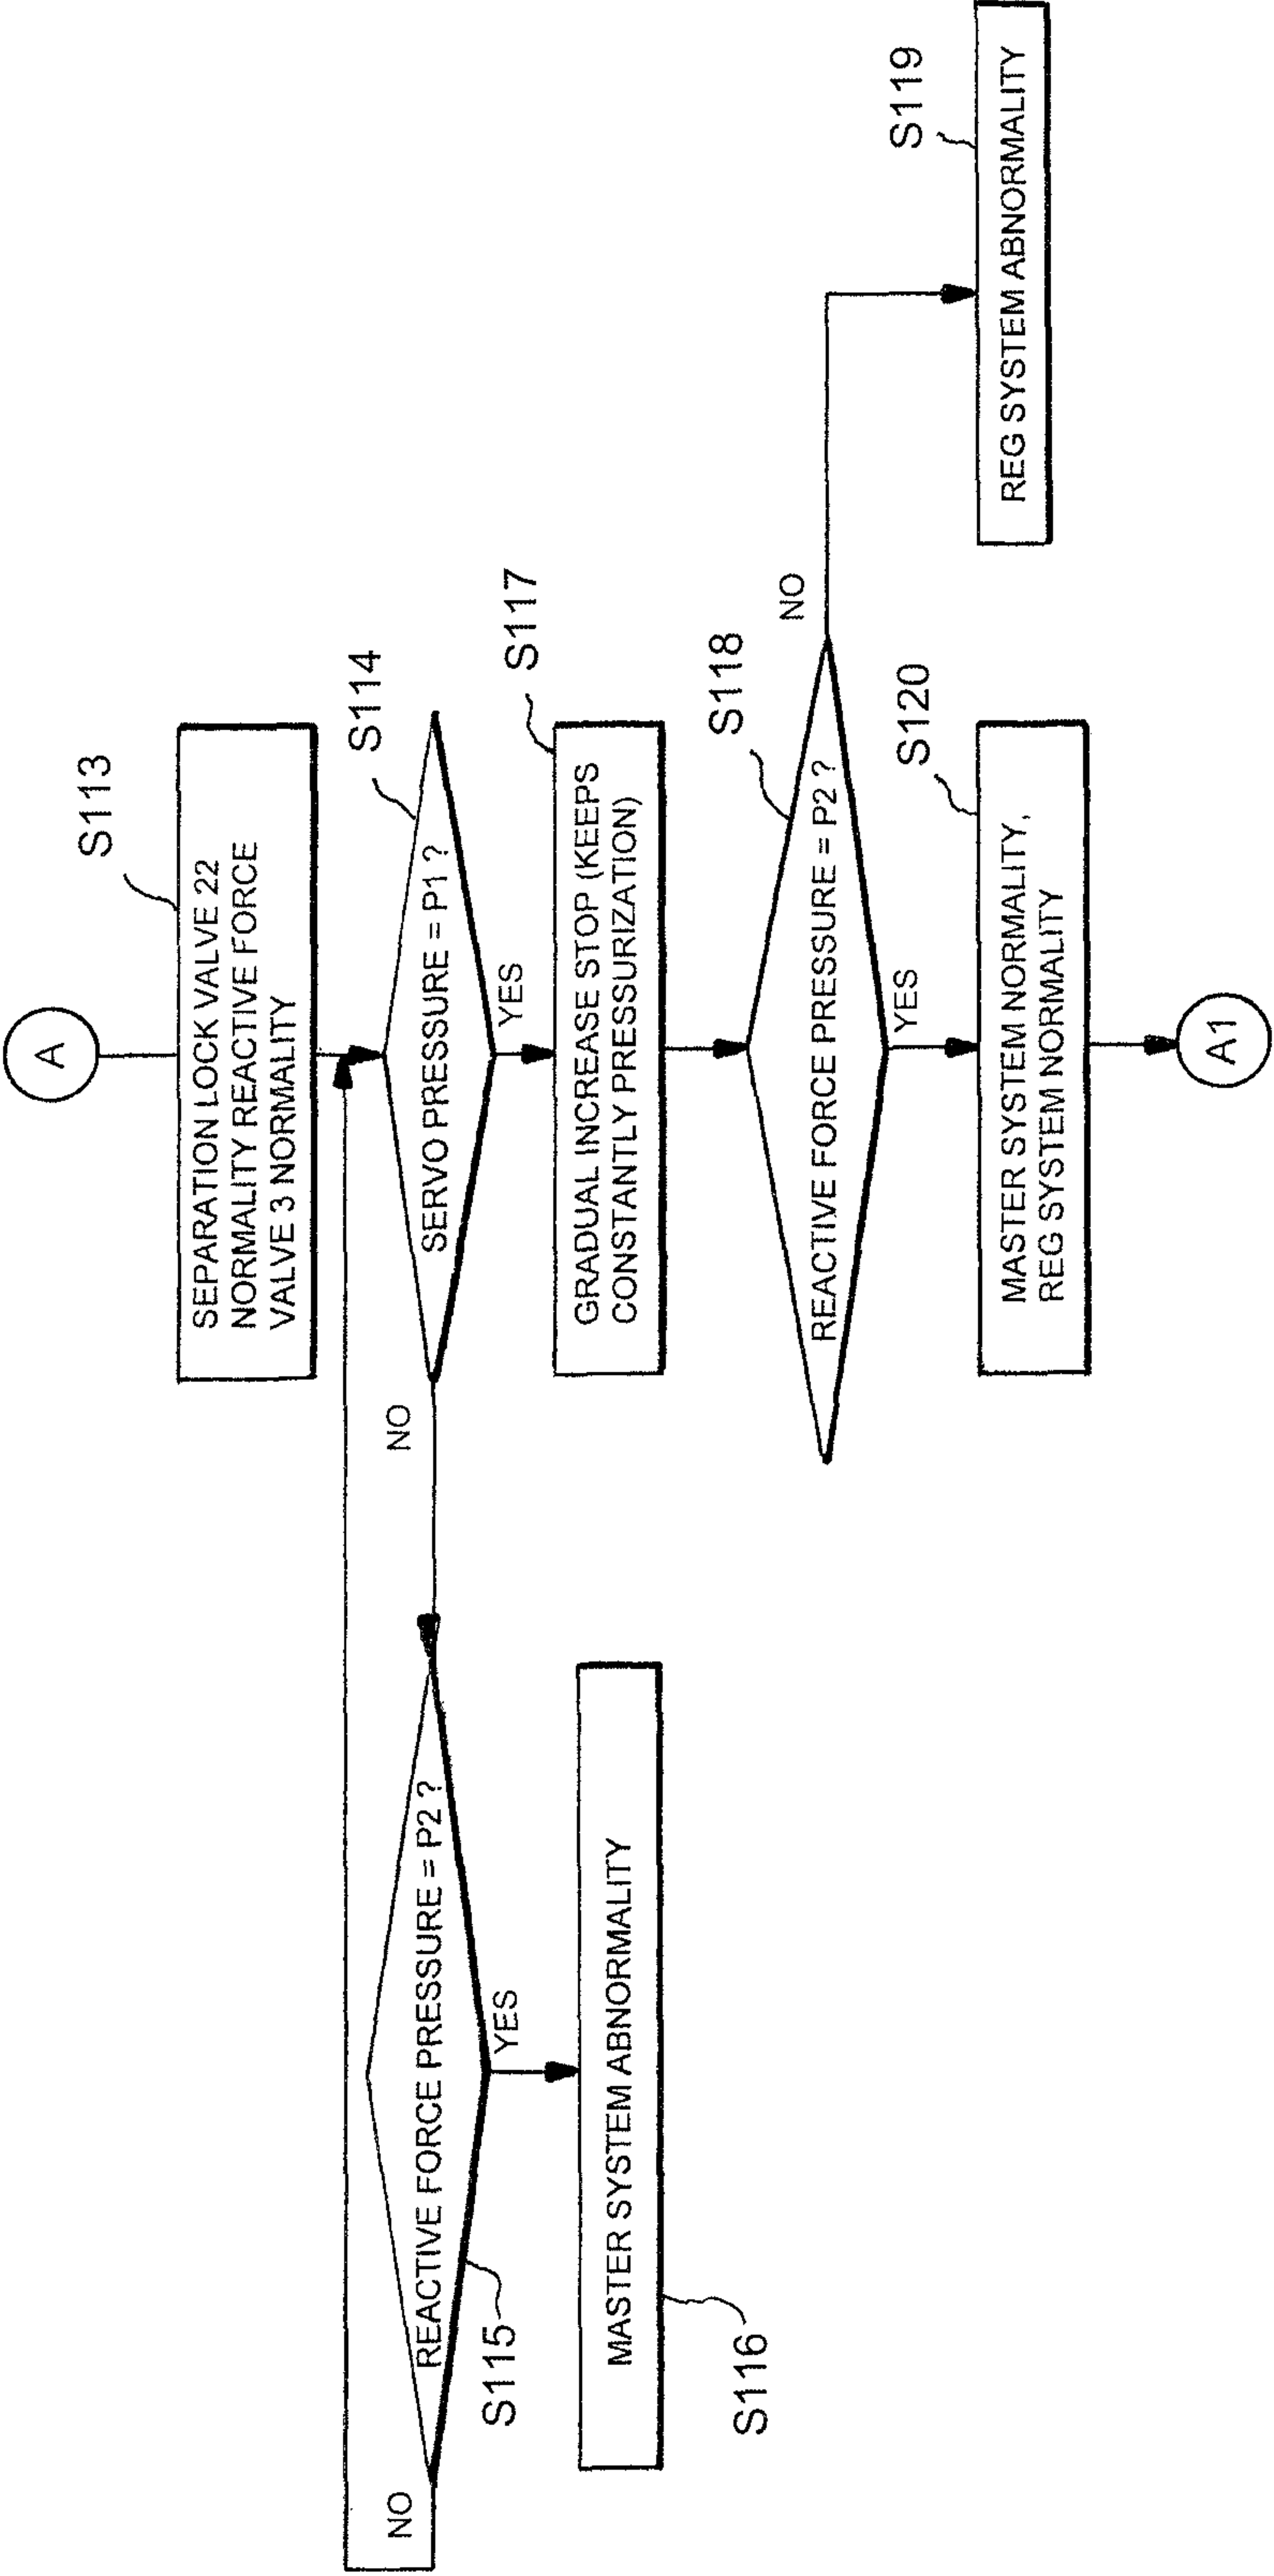 A
S113
SEPARATION LOCK VALVE 22
NORMALITY REACTIVE FORCE
VALVE 3 NORMALITY
S114
SERVO PRESSURE = P1 ?
NO
YES
REACTIVE FORCE PRESSURE = P2 ?
S115
NO
YES
MASTER SYSTEM ABNORMALITY
S116
S117
GRADUAL INCREASE STOP (KEEPS
CONSTANTLY PRESSURIZATION)
S118
REACTIVE FORCE PRESSURE = P2 ?
NO
YES
S119
REG SYSTEM ABNORMALITY
S120
MASTER SYSTEM NORMALITY,
REG SYSTEM NORMALITY
A1